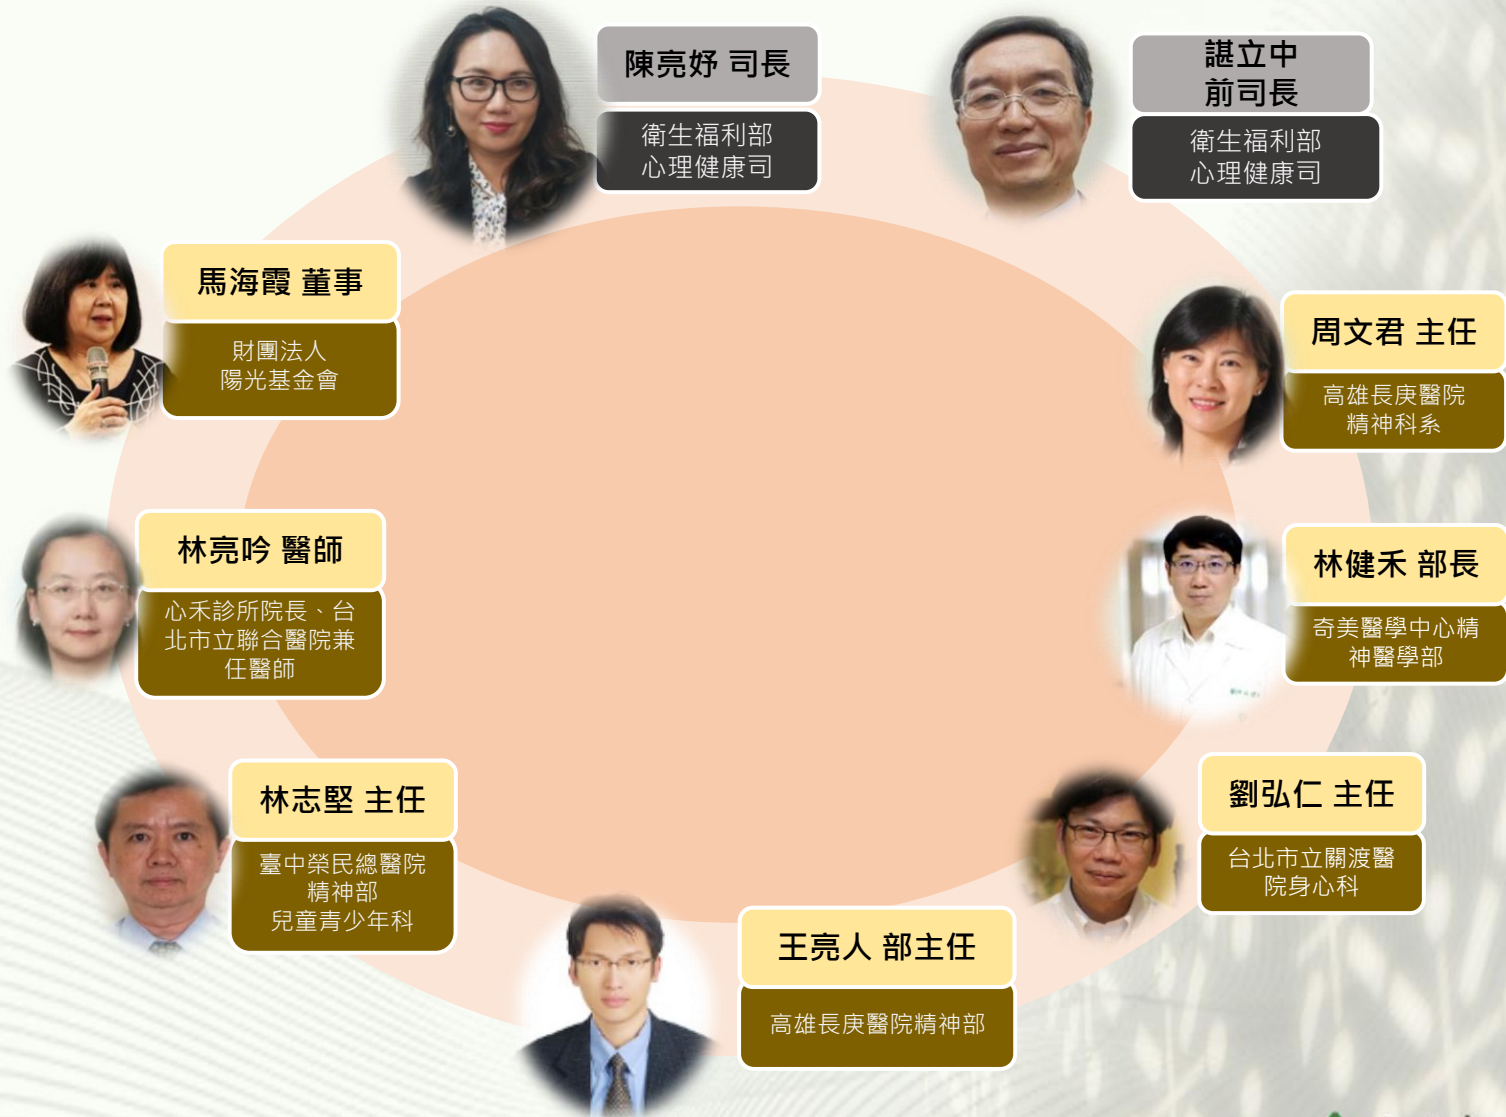 陳亮妤 司長
衛生福利部
心理健康司
諶立中
前司長
衛生福利部
心理健康司
馬海霞 董事
財團法人
陽光基金會
周文君 主任
高雄長庚醫院
精神科系
林亮吟 醫師
心禾診所院長、台
北市立聯合醫院兼
任醫師
林健禾 部長
奇美醫學中心精
神醫學部
林志堅 主任
臺中榮民總醫院
精神部
兒童青少年科
劉弘仁 主任
台北市立關渡醫
院身心科
王亮人 部主任
高雄長庚醫院精神部